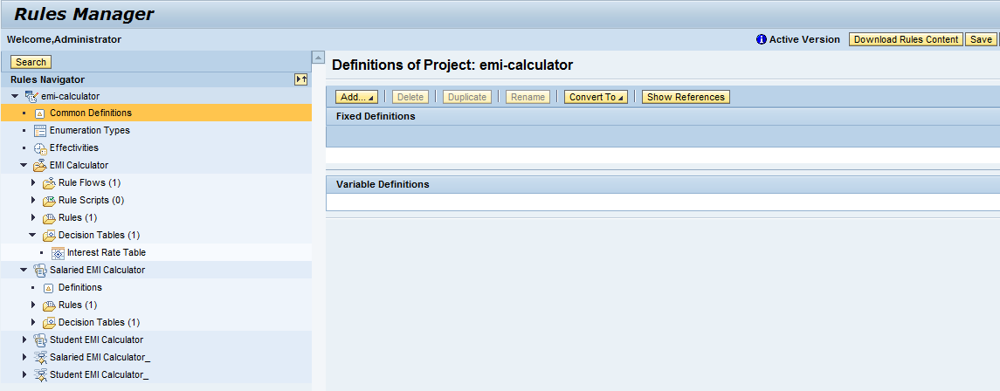 Rules Manager
Welcome,Administrator
Active Version
Download Rules Content
Save
Search
Rules Navigator
emi-calculator
Common Definitions
Enumeration Types
Effectivities
EMI Calculator
Rule Flows (1)
Rule Scripts (0)
Rules (1)
Decision Tables (1)
Interest Rate Table
Salaried EMI Calculator
Definitions
Rules (1)
Decision Tables (1)
Student EMI Calculator
Salaried EMI Calculator_
Student EMI Calculator_
Definitions of Project: emi-calculator
Add... Delete Duplicate Rename Convert To Show References
Fixed Definitions
Variable Definitions